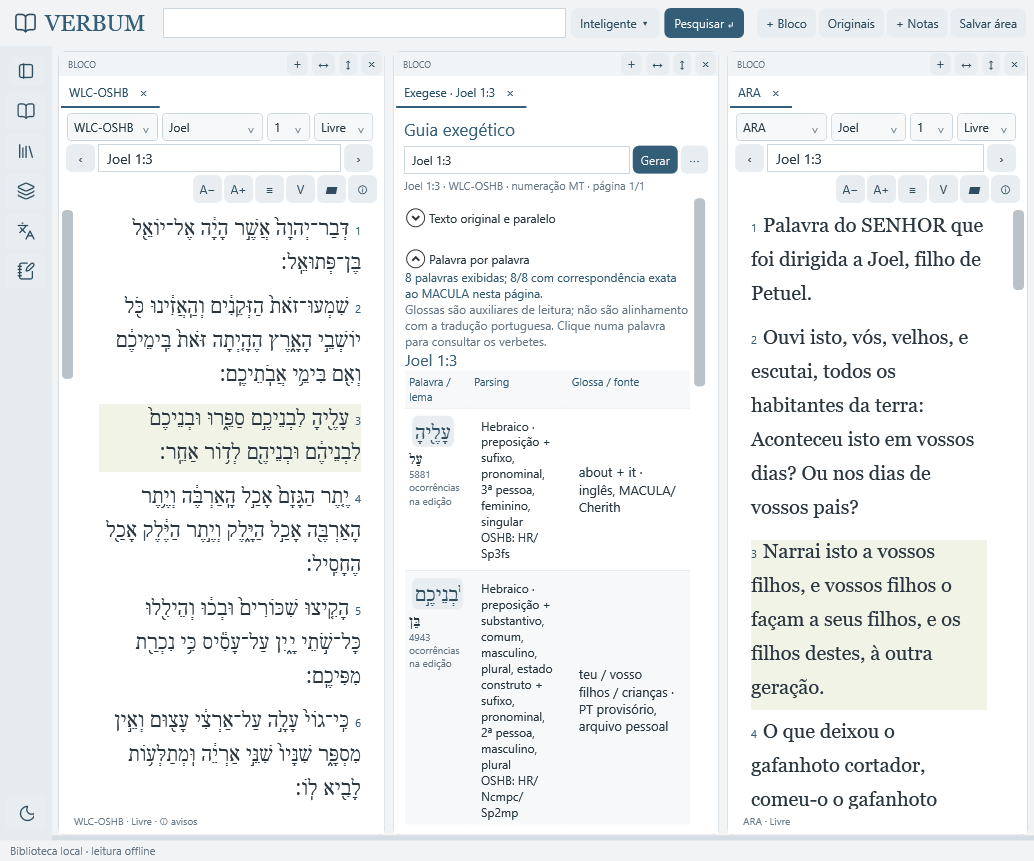 VERBUM
Inteligente
Pesquisar
+ Bloco
Originais
+ Notas
Salvar área
BLOCO
WLC-OSHB ×
WLC-OSHB
Joel
1
Livre
‹
Joel 1:3
›
A−
A+
≡
V
1 דְּבַר־יְהוָה֙ אֲשֶׁ֣ר הָיָ֔ה אֶל־יוֹאֵ֖ל
בֶּן־פְּתוּאֵֽל׃
2 שִׁמְעוּ־זֹאת֙ הַזְּקֵנִ֔ים וְהַֽאֲזִ֔ינוּ כֹּ֖ל
יוֹשְׁבֵ֣י הָאָ֑רֶץ הֶהָ֤יְתָה זֹּאת֙ בִּֽימֵיכֶ֔ם
וְאִ֖ם בִּימֵ֥י אֲבֹֽתֵיכֶֽם׃
3 עָלֶ֖יהָ לִבְנֵיכֶ֣ם סַפֵּ֑רוּ וּבְנֵיכֶם֙
לִבְנֵיהֶ֔ם וּבְנֵיהֶ֖ם לְד֥וֹר אַחֵֽר׃
4 יֶ֤תֶר הַגָּזָם֙ אָכַ֣ל הָֽאַרְבֶּ֔ה וְיֶ֥תֶר
הָאַרְבֶּ֖ה אָכַ֣ל הַיָּ֑לֶק וְיֶ֣תֶר הַיֶּ֔לֶק אָכַ֖ל
הֶחָסִֽיל׃
5 הָקִ֤יצוּ שִׁכּוֹרִים֙ וּבְכ֔וּ וְהֵילִ֖לוּ
כָּל־שֹׁ֣תֵי יָ֑יִן עַל־עָסִ֕יס כִּ֥י נִכְרַ֖ת
מִפִּיכֶֽם׃
6 כִּֽי־גוֹי֙ עָלָ֣ה עַל־אַרְצִ֔י עָצ֖וּם וְאֵ֣ין
מִסְפָּ֑ר שִׁנָּיו֙ שִׁנֵּ֣י אַרְיֵ֔ה וּֽמְתַלְּע֥וֹת
לָבִ֖יא לֽוֹ׃
WLC-OSHB · Livre · ⓘ avisos
BLOCO
Exegese · Joel 1:3 ×
Guia exegético
Joel 1:3
Gerar
...
Joel 1:3 · WLC-OSHB · numeração MT · página 1/1
Texto original e paralelo
Palavra por palavra
8 palavras exibidas; 8/8 com correspondência exata
ao MACULA nesta página.
Glossas são auxiliares de leitura; não são alinhamento
com a tradução portuguesa. Clique numa palavra
para consultar os verbetes.
Joel 1:3
Palavra /
lema
Parsing
Glossa / fonte
עָלֶ֖יהָ
עַל
5881
ocorrências
na edição
Hebraico ·
preposição +
sufixo,
pronominal,
3ª pessoa,
feminino,
singular
OSHB: HR/
Sp3fs
about + it ·
inglês, MACULA/
Cherith
לִבְנֵיכֶ֣ם
בֵּן
4943
ocorrências
na edição
Hebraico ·
preposição +
substantivo,
comum,
masculino,
plural, estado
construto +
sufixo,
pronominal,
2ª pessoa,
masculino,
plural
OSHB: HR/
Ncmpc/
Sp2mp
teu / vosso
filhos / crianças ·
PT provisório,
arquivo pessoal
BLOCO
ARA ×
ARA
Joel
1
Livre
‹
Joel 1:3
›
A−
A+
≡
V
1 Palavra do SENHOR que
foi dirigida a Joel, filho de
Petuel.
2 Ouvi isto, vós, velhos, e
escutai, todos os
habitantes da terra:
Aconteceu isto em vossos
dias? Ou nos dias de
vossos pais?
3 Narrai isto a vossos
filhos, e vossos filhos o
façam a seus filhos, e os
filhos destes, à outra
geração.
4 O que deixou o
gafanhoto cortador,
comeu-o o gafanhoto
ARA · Livre
Biblioteca local · leitura offline